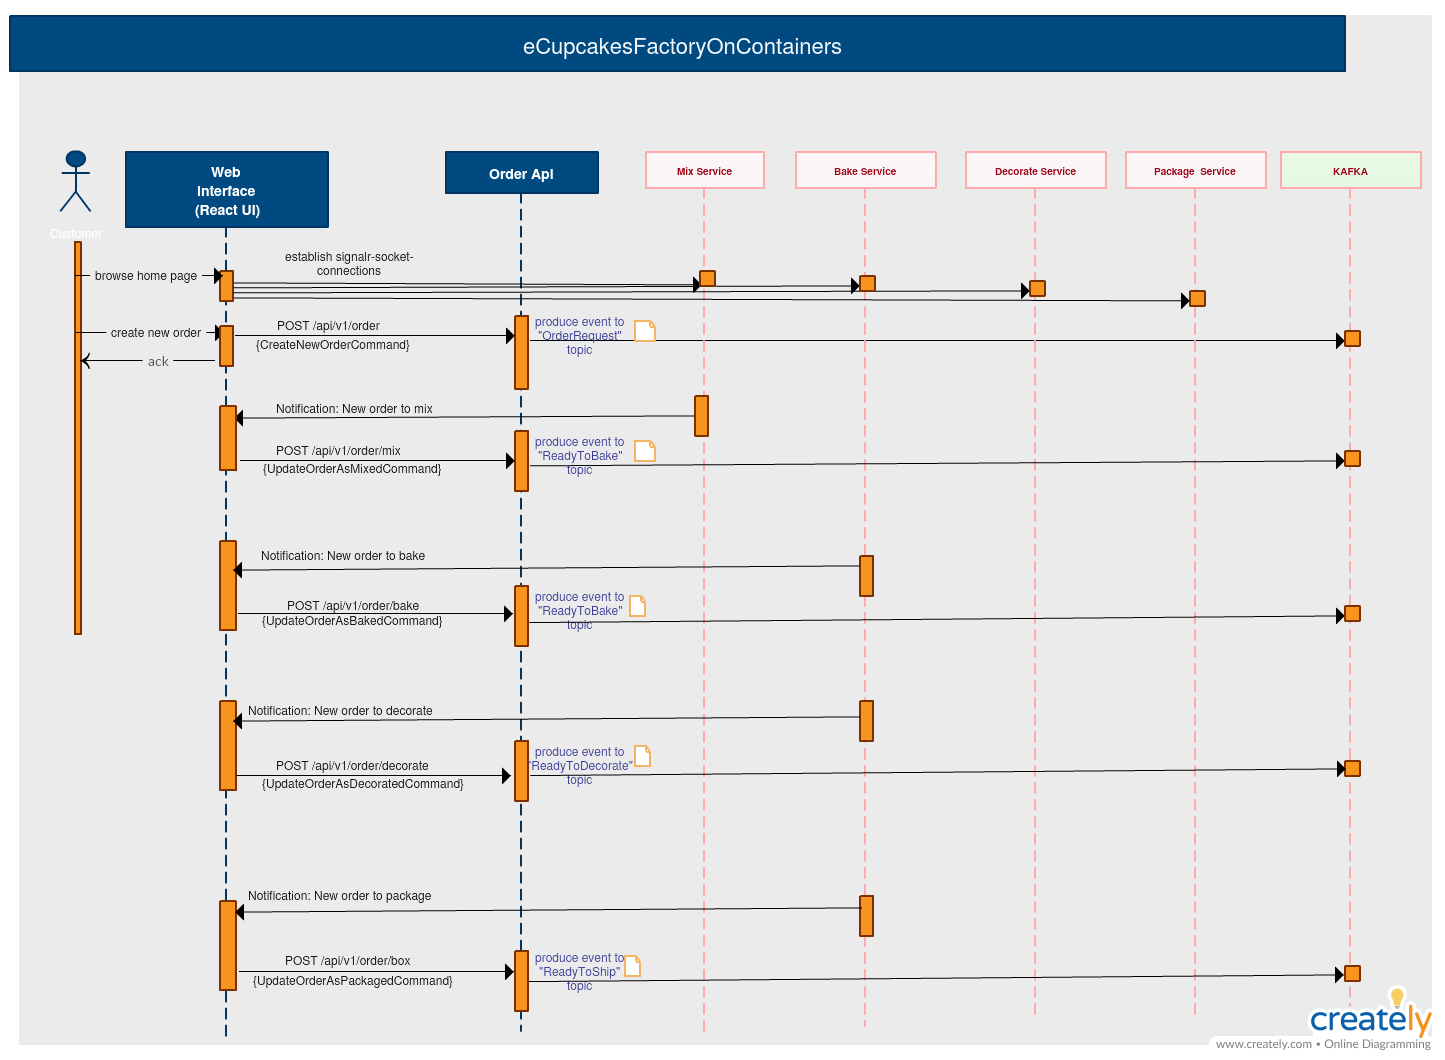 eCupcakesFactoryOnContainers
Web
Interface
(React UI)
Order Api
Mix Service
Bake Service
Decorate Service
Package Service
KAFKA
Customer
establish signalr-socket-
connections
browse home page
create new order
POST /api/v1/order
{CreateNewOrderCommand}
produce event to
"OrderRequest"
topic
ack
Notification: New order to mix
POST /api/v1/order/mix
{UpdateOrderAsMixedCommand}
produce event to
"ReadyToBake"
topic
Notification: New order to bake
POST /api/v1/order/bake
{UpdateOrderAsBakedCommand}
produce event to
"ReadyToBake"
topic
Notification: New order to decorate
POST /api/v1/order/decorate
{UpdateOrderAsDecoratedCommand}
produce event to
"ReadyToDecorate"
topic
Notification: New order to package
POST /api/v1/order/box
{UpdateOrderAsPackagedCommand}
produce event to
"ReadyToShip"
topic
creately
www.creately.com • Online Diagramming